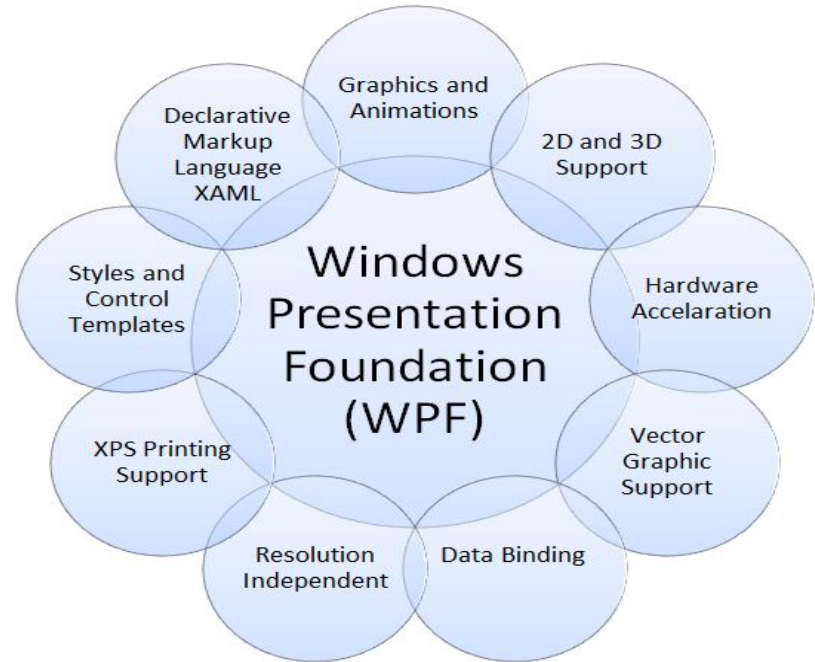 Graphics and
Animations
2D and 3D
Support
Hardware
Accelaration
Vector
Graphic
Support
Data Binding
Resolution
Independent
XPS Printing
Support
Styles and
Control
Templates
Declarative
Markup
Language
XAML
Windows
Presentation
Foundation
(WPF)